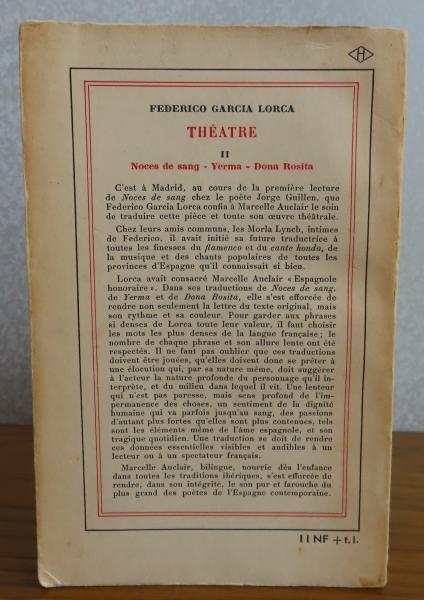 H
FEDERICO GARCIA LORCA
THÉATRE
II
Noces de sang - Yerma - Dona Rosita
C'est à Madrid, au cours de la première lecture
de Noces de sang chez le poète Jorge Guillen, que
Federico Garcia Lorca confia à Marcelle Auclair le soin
de traduire cette pièce et toute son œuvre théâtrale.
Chez leurs amis communs, les Morla Lynch, intimes
de Federico, il avait initié sa future traductrice à
toutes les finesses du flamenco et du cante hondo, de
la musique et des chants populaires de toutes les
provinces d'Espagne qu'il connaissait si bien.
Lorca avait consacré Marcelle Auclair « Espagnole
honoraire ». Dans ses traductions de Noces de sang,
de Yerma et de Dona Rosita, elle s'est efforcée de
rendre non seulement la lettre du texte original, mais
son rythme et sa couleur. Pour garder aux phrases
si denses de Lorca toute leur valeur, il faut choisir
les mots les plus denses de la langue française ; le
nombre de chaque phrase et son allure lente ont été
respectés. Il ne faut pas oublier que ces traductions
doivent être jouées, qu'elles doivent donc se prêter à
une élocution qui, par sa nature même, doit suggérer
à l'acteur la nature profonde du personnage qu'il in-
terprète, et du milieu dans lequel il vit. Une lenteur
qui n'est pas paresse, mais sens profond de l'im-
permanence des choses, un sentiment de la dignité
humaine qui va parfois jusqu'au sang, des passions
d'autant plus fortes qu'elles sont plus contenues, tels
sont les éléments même de l'âme espagnole, et son
tragique quotidien. Une traduction se doit de rendre
ces données essentielles visibles et audibles à un
lecteur ou à un spectateur français.
Marcelle Auclair, bilingue, nourrie dès l'enfance
dans toutes les traditions ibériques, s'est efforcée de
rendre, dans son intégrité, le son pur et farouche du
plus grand des poètes de l'Espagne contemporaine.
11 NF + t.l.